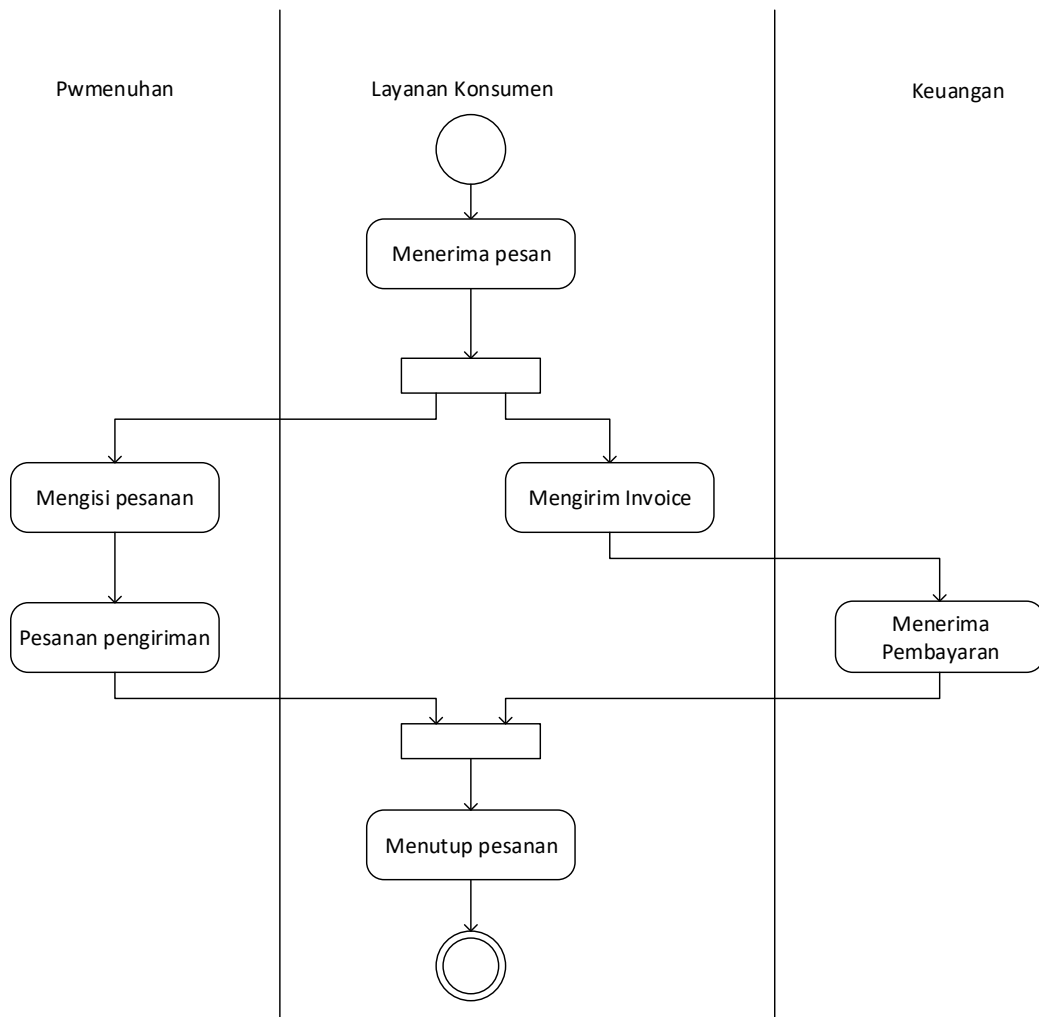 Pwmenuhan
Layanan Konsumen
Keuangan
Menerima pesan
Mengisi pesanan
Mengirim Invoice
Pesanan pengiriman
Menerima
Pembayaran
Menutup pesanan